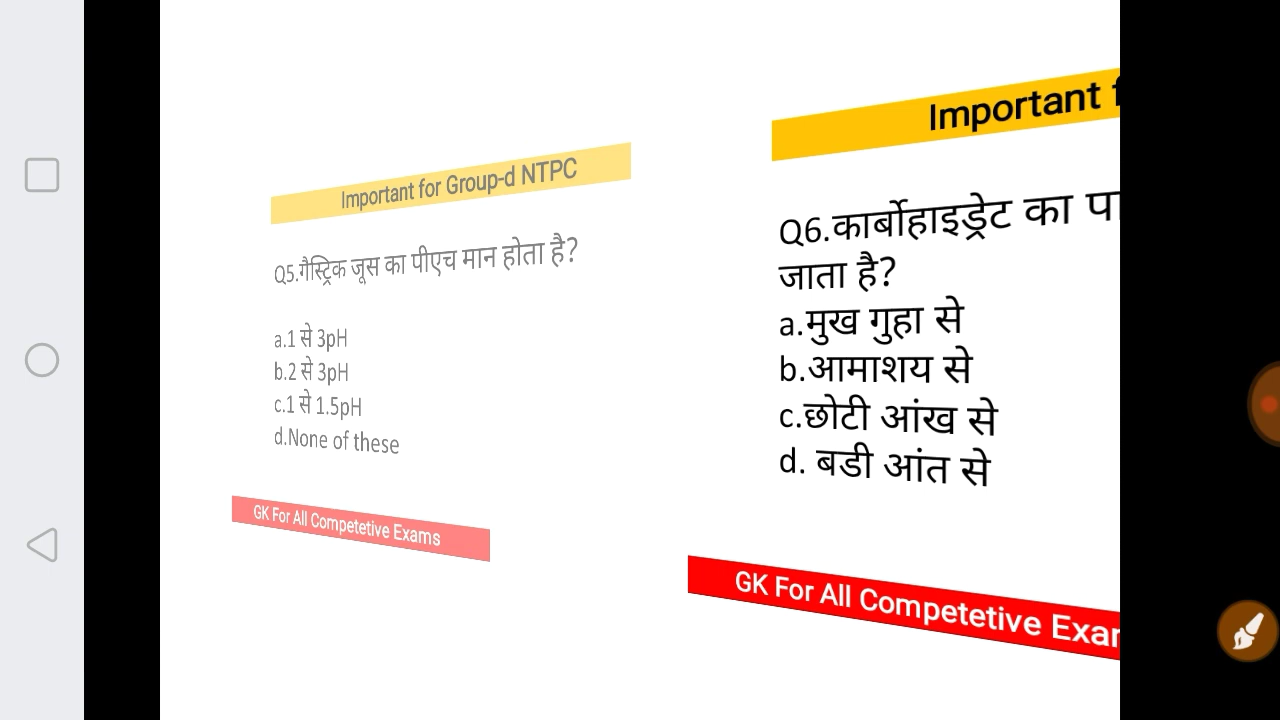 Important for Group-d NTPC
Q5.गैस्ट्रिक जूस का पीएच मान होता है?
a.1 से 3pH
b.2 से 3pH
c.1 से 1.5pH
d.None of these
GK For All Competetive Exams
Important
Q6.कार्बोहाइड्रेट का
जाता है?
a.मुख गुहा से
b.आमाशय से
c.छोटी आंख से
d. बडी आंत से
GK For All Competetive